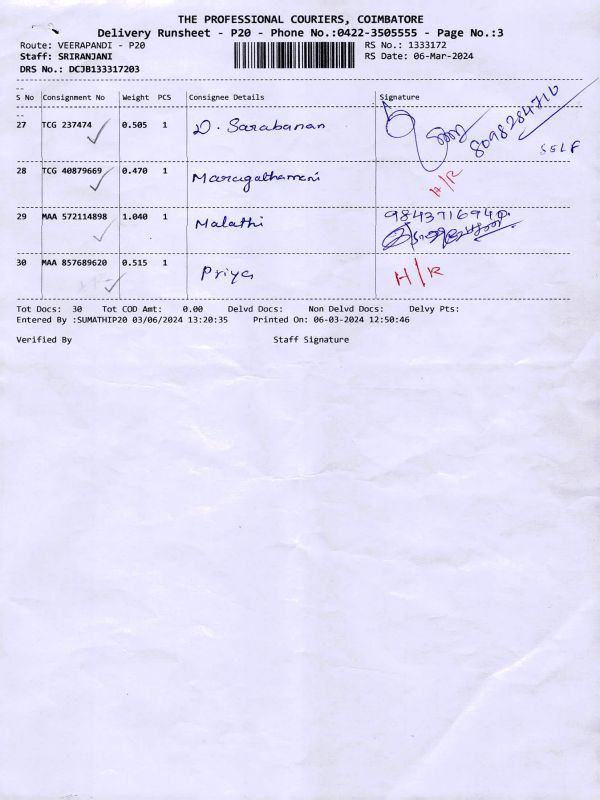 THE PROFESSIONAL COURIERS, COIMBATORE
Delivery Runsheet - P20 - Phone No.:0422-3505555 - Page No.:3
Route: VEERAPANDI - P20 RS No.: 1333172
Staff: SRIRANJANI RS Date: 06-Mar-2024
DRS No.: DCJB133317203
S No Consignment No Weight PCS Consignee Details Signature
27 TCG 237474 0.505 1 D. Sarabanan 8098284716
SELF
28 TCG 40879669 0.470 1 Maragathamani H/R
29 MAA 572114898 1.040 1 Malathi 9843716940
30 MAA 857689620 0.515 1 Priya H/R
Tot Docs: 30 Tot COD Amt: 0.00 Delvd Docs: Non Delvd Docs: Delvy Pts:
Entered By :SUMATHIP20 03/06/2024 13:20:35 Printed On: 06-03-2024 12:50:46
Verified By Staff Signature